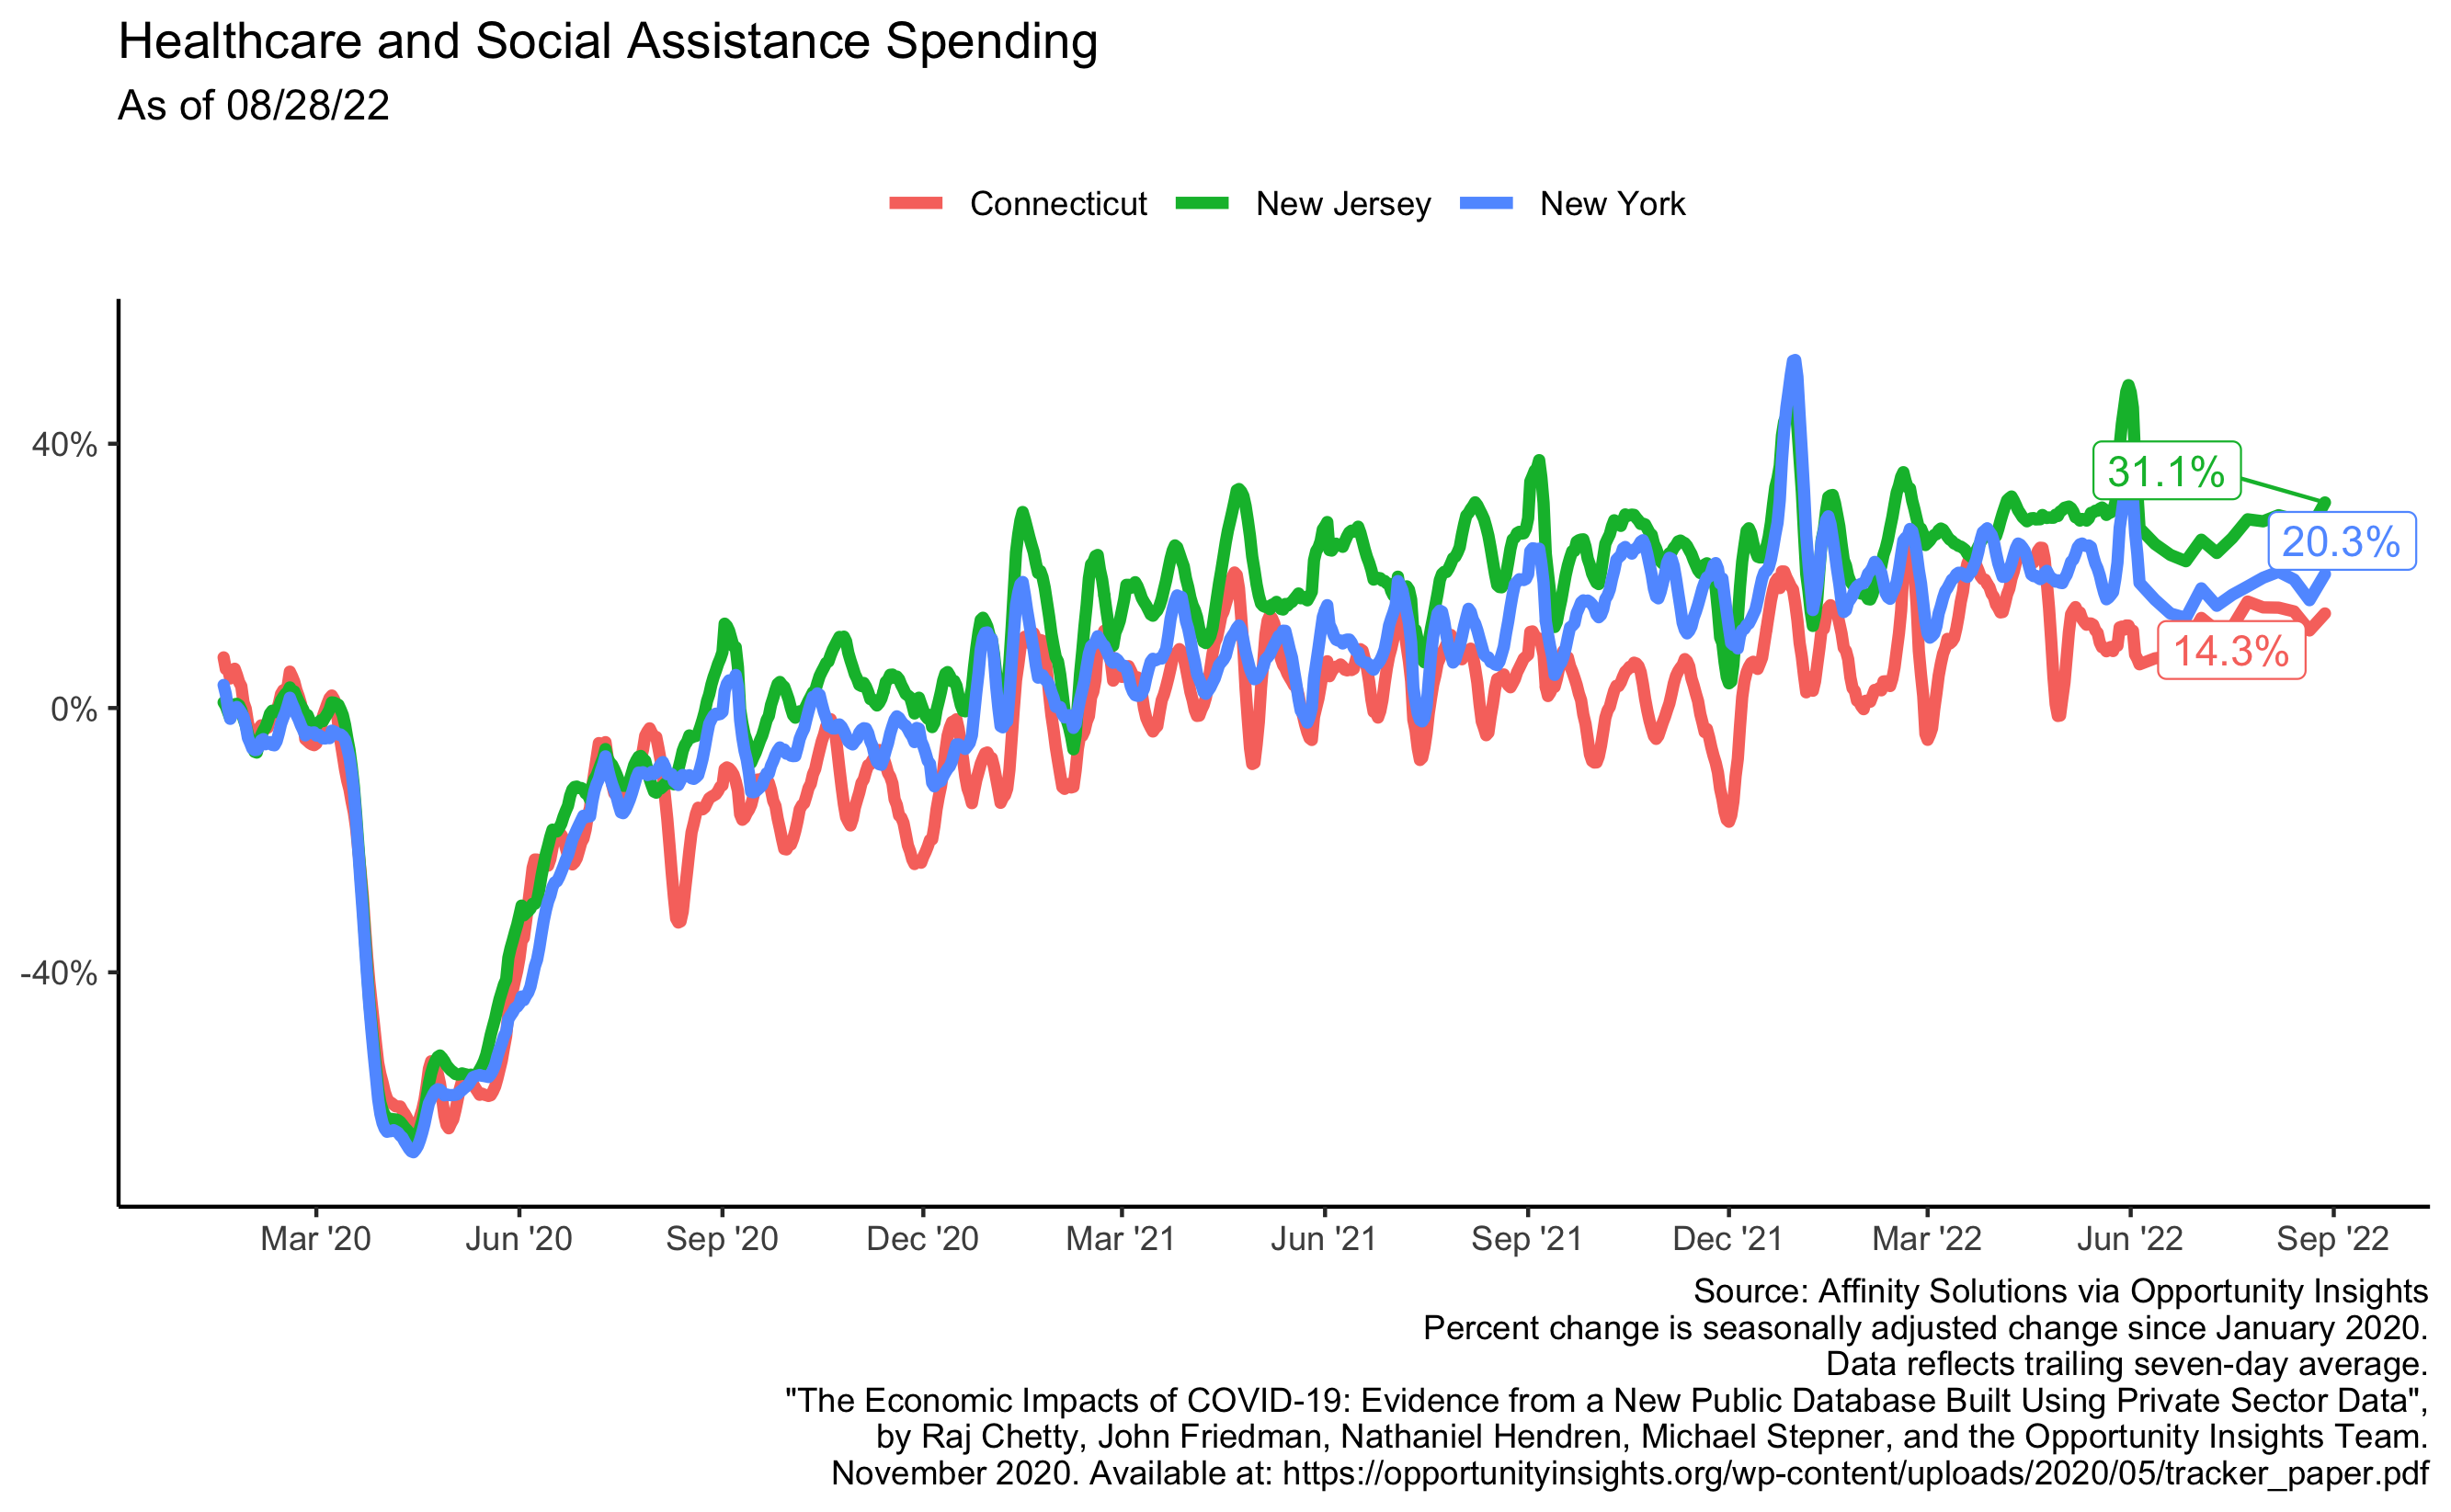 Healthcare and Social Assistance Spending
As of 08/28/22
Connecticut New Jersey New York
40%
0%
-40%
31.1%
20.3%
14.3%
Mar '20 Jun '20 Sep '20 Dec '20 Mar '21 Jun '21 Sep '21 Dec '21 Mar '22 Jun '22 Sep '22
Source: Affinity Solutions via Opportunity Insights
Percent change is seasonally adjusted change since January 2020.
Data reflects trailing seven-day average.
"The Economic Impacts of COVID-19: Evidence from a New Public Database Built Using Private Sector Data",
by Raj Chetty, John Friedman, Nathaniel Hendren, Michael Stepner, and the Opportunity Insights Team.
November 2020. Available at: https://opportunityinsights.org/wp-content/uploads/2020/05/tracker_paper.pdf